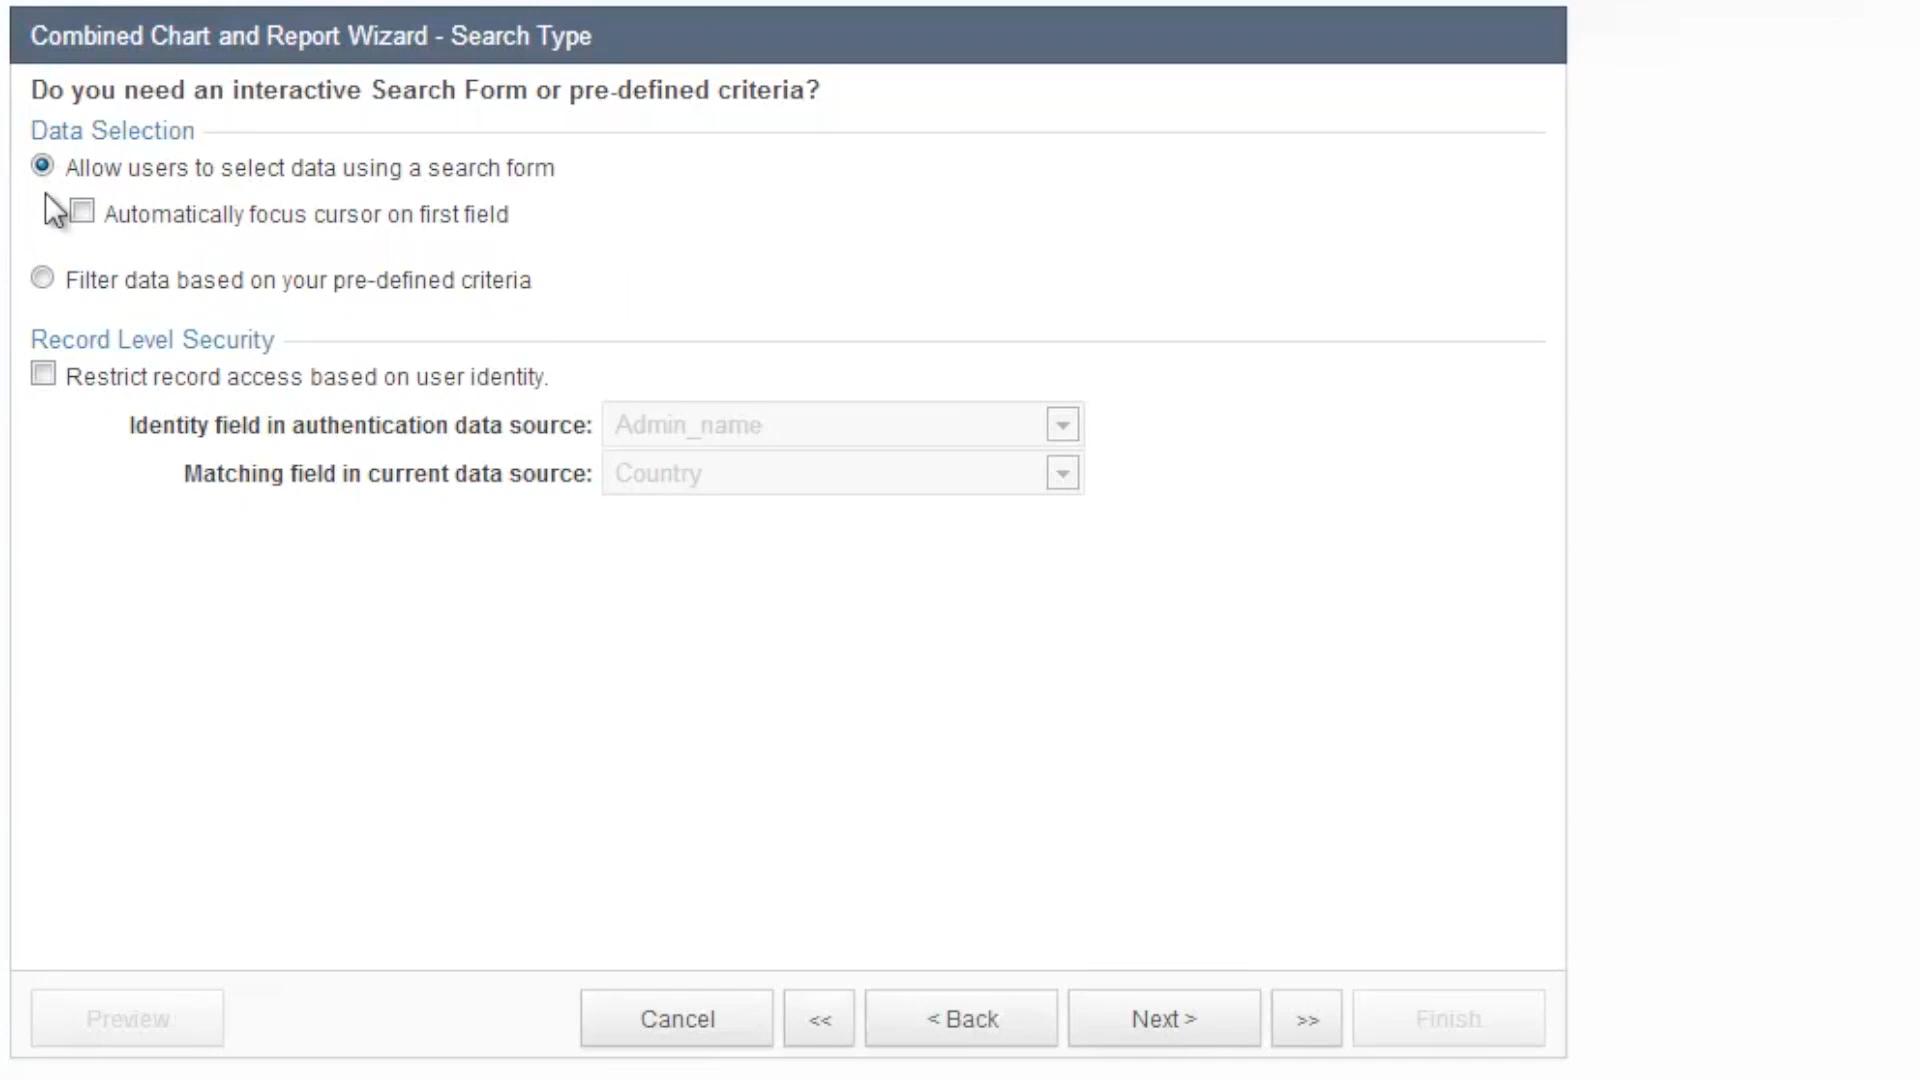 Combined Chart and Report Wizard - Search Type
Do you need an interactive Search Form or pre-defined criteria?
Data Selection
Allow users to select data using a search form
Automatically focus cursor on first field
Filter data based on your pre-defined criteria
Record Level Security
Restrict record access based on user identity.
Identity field in authentication data source: Admin_name
Matching field in current data source: Country
Preview Cancel << < Back Next > >> Finish